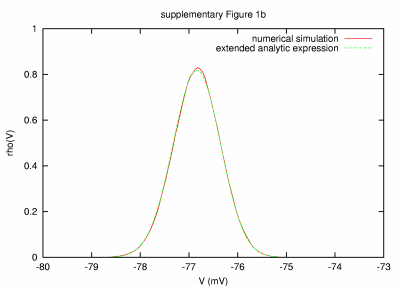 supplementary Figure 1b
numerical simulation
extended analytic expression
1
0.8
0.6
0.4
0.2
0
rho(V)
-80 -79 -78 -77 -76 -75 -74 -73
V (mV)